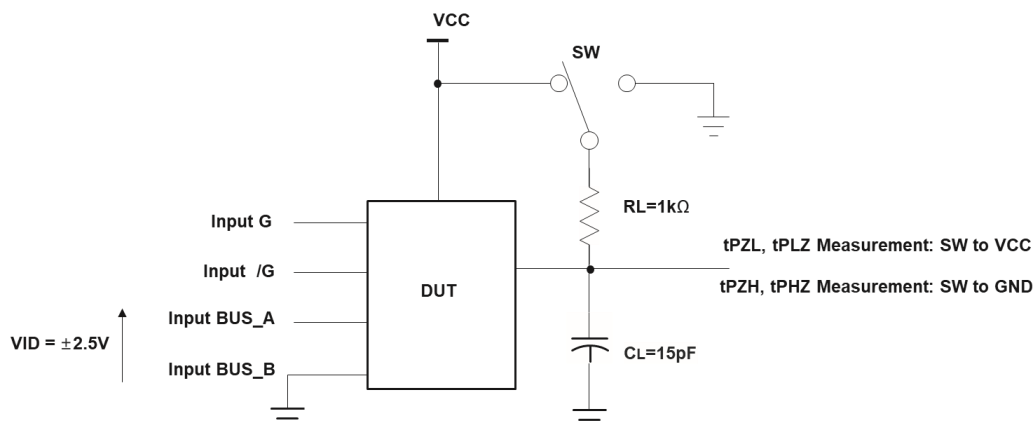 VCC
SW
RL=1kΩ
Input G
Input /G
Input BUS_A
Input BUS_B
VID = ±2.5V
DUT
tPZL, tPLZ Measurement: SW to VCC
tPZH, tPHZ Measurement: SW to GND
CL=15pF